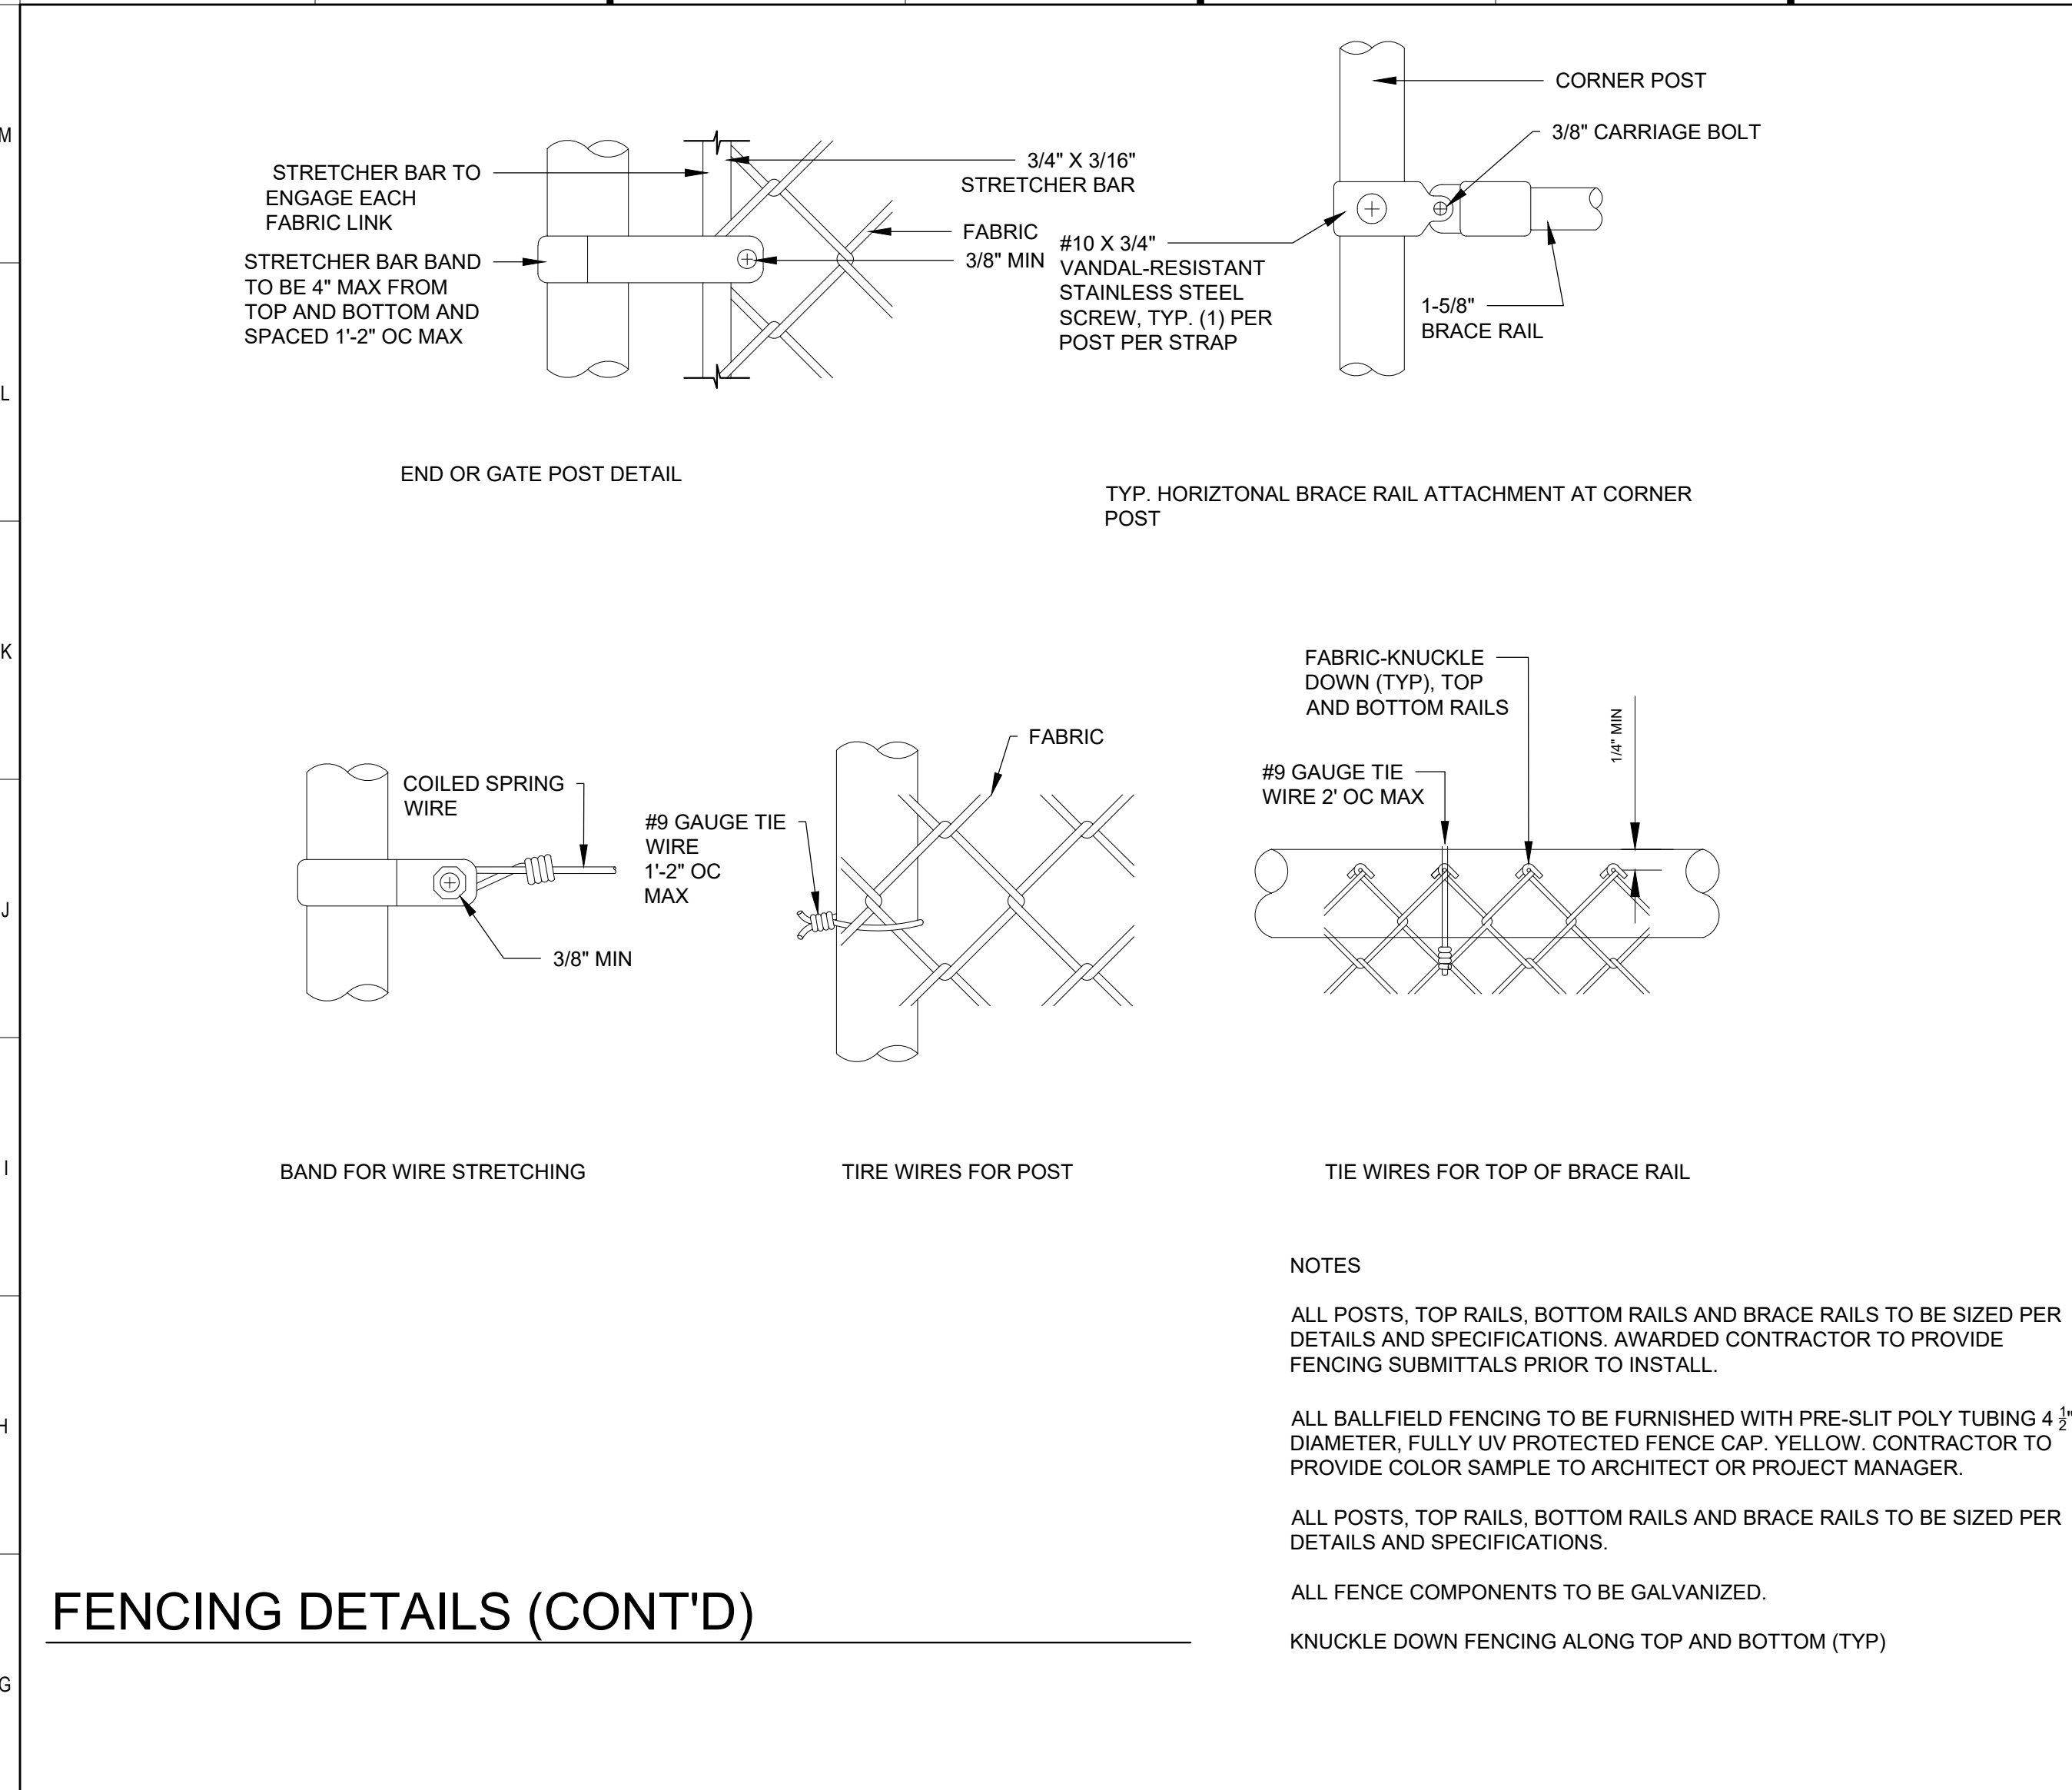 M
L
K
J
I
H
G
STRETCHER BAR TO
ENGAGE EACH
FABRIC LINK
STRETCHER BAR BAND
TO BE 4" MAX FROM
TOP AND BOTTOM AND
SPACED 1'-2" OC MAX
3/4" X 3/16"
STRETCHER BAR
FABRIC
3/8" MIN
END OR GATE POST DETAIL
CORNER POST
3/8" CARRIAGE BOLT
#10 X 3/4"
VANDAL-RESISTANT
STAINLESS STEEL
SCREW, TYP. (1) PER
POST PER STRAP
1-5/8"
BRACE RAIL
TYP. HORIZTONAL BRACE RAIL ATTACHMENT AT CORNER
POST
COILED SPRING
WIRE
3/8" MIN
BAND FOR WIRE STRETCHING
FABRIC
#9 GAUGE TIE
WIRE
1'-2" OC
MAX
TIRE WIRES FOR POST
FABRIC-KNUCKLE
DOWN (TYP), TOP
AND BOTTOM RAILS
#9 GAUGE TIE
WIRE 2' OC MAX
1/4" MIN
TIE WIRES FOR TOP OF BRACE RAIL
NOTES
ALL POSTS, TOP RAILS, BOTTOM RAILS AND BRACE RAILS TO BE SIZED PER
DETAILS AND SPECIFICATIONS. AWARDED CONTRACTOR TO PROVIDE
FENCING SUBMITTALS PRIOR TO INSTALL.
ALL BALLFIELD FENCING TO BE FURNISHED WITH PRE-SLIT POLY TUBING 4 1/2"
DIAMETER, FULLY UV PROTECTED FENCE CAP. YELLOW. CONTRACTOR TO
PROVIDE COLOR SAMPLE TO ARCHITECT OR PROJECT MANAGER.
ALL POSTS, TOP RAILS, BOTTOM RAILS AND BRACE RAILS TO BE SIZED PER
DETAILS AND SPECIFICATIONS.
ALL FENCE COMPONENTS TO BE GALVANIZED.
KNUCKLE DOWN FENCING ALONG TOP AND BOTTOM (TYP)
FENCING DETAILS (CONT'D)